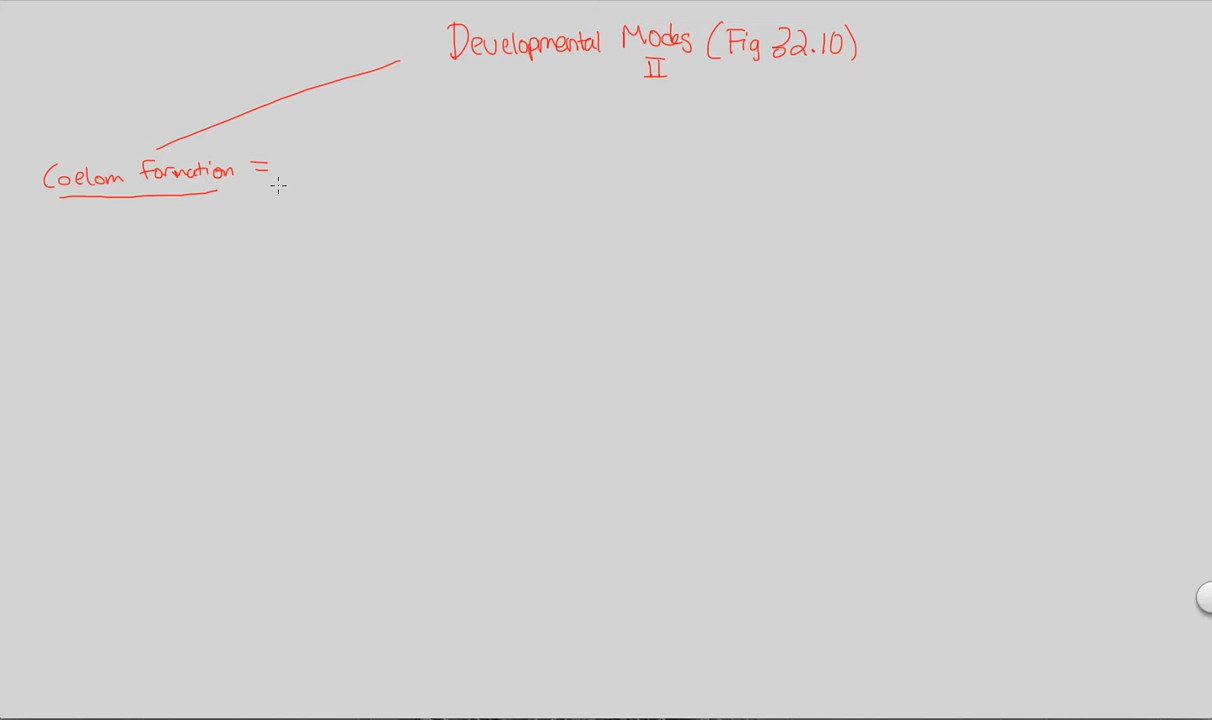 Developmental Modes (Fig 32.10)
II
Coelom formation =